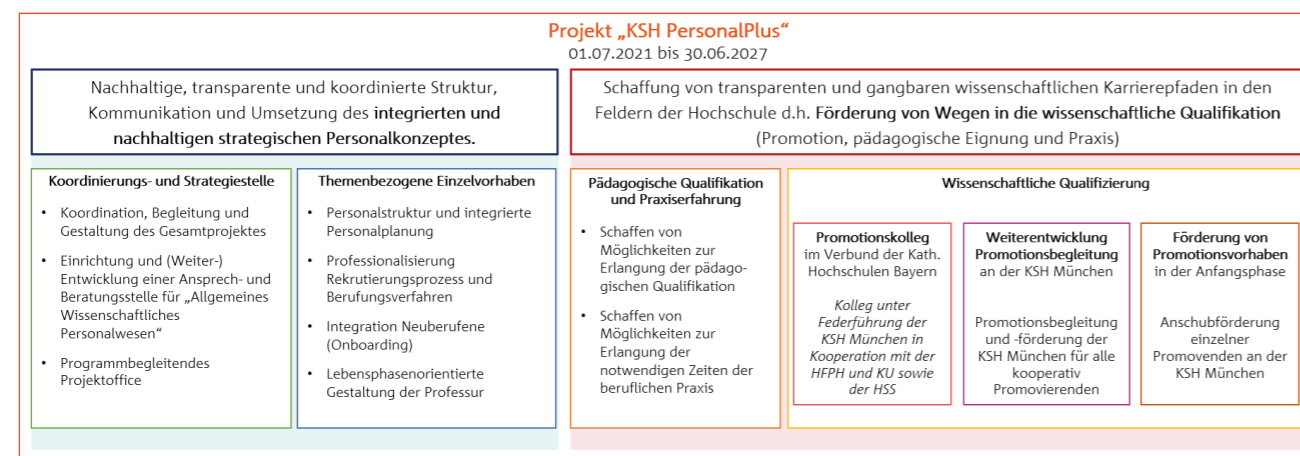 Projekt „KSH PersonalPlus“
01.07.2021 bis 30.06.2027
Nachhaltige, transparente und koordinierte Struktur,
Kommunikation und Umsetzung des integrierten und
nachhaltigen strategischen Personalkonzeptes.
Schaffung von transparenten und gangbaren wissenschaftlichen Karrierepfaden in den
Feldern der Hochschule d.h. Förderung von Wegen in die wissenschaftliche Qualifikation
(Promotion, pädagogische Eignung und Praxis)
Koordinierungs- und Strategiestelle
• Koordination, Begleitung und
Gestaltung des Gesamtprojektes
• Einrichtung und (Weiter-)
Entwicklung einer Ansprech- und
Beratungsstelle für „Allgemeines
Wissenschaftliches
Personalwesen“
• Programmbegleitendes
Projektoffice
Themenbezogene Einzelvorhaben
• Personalstruktur und integrierte
Personalplanung
• Professionalisierung
Rekrutierungsprozess und
Berufungsverfahren
• Integration Neuberufene
(Onboarding)
• Lebensphasenorientierte
Gestaltung der Professur
Pädagogische Qualifikation
und Praxiserfahrung
• Schaffen von
Möglichkeiten zur
Erlangung der pädago-
gischen Qualifikation
• Schaffen von
Möglichkeiten zur
Erlangung der
notwendigen Zeiten der
beruflichen Praxis
Wissenschaftliche Qualifizierung
Promotionskolleg
im Verbund der Kath.
Hochschulen Bayern
Kolleg unter
Federführung der
KSH München in
Kooperation mit der
HFPH und KU sowie
der HSS
Weiterentwicklung
Promotionsbegleitung
an der KSH München
Promotionsbegleitung
und -förderung der
KSH München für alle
kooperativ
Promovierenden
Förderung von
Promotionsvorhaben
in der Anfangsphase
Anschubförderung
einzelner
Promovenden an der
KSH München